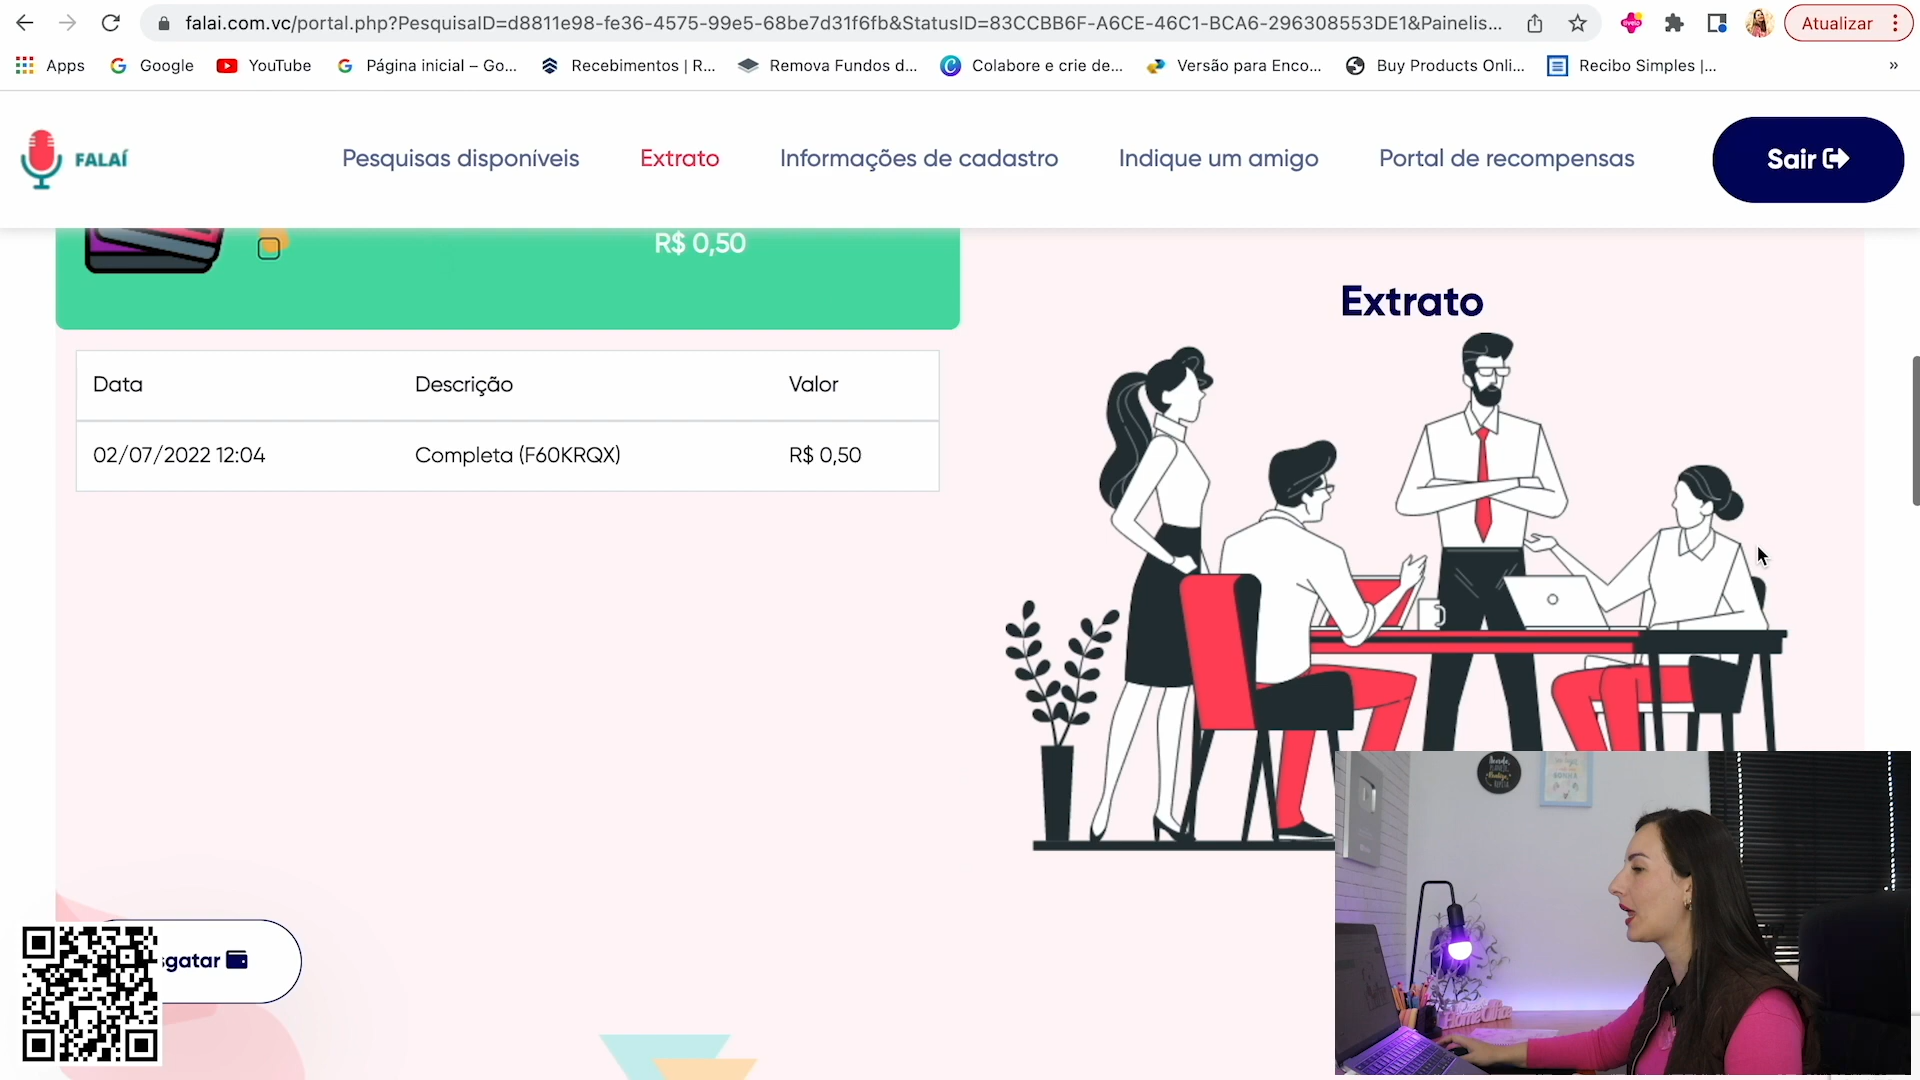 falai.com.vc/portal.php?PesquisaID=d8811e98-fe36-4575-99e5-68be7d31f6fb&StatusID=83CCBB6F-A6CE-46C1-BCA6-296308553DE1&Painelis...
Atualizar
Apps
Google
YouTube
Página inicial – Go...
Recebimentos | R...
Remova Fundos d...
Colabore e crie de...
Versão para Enco...
Buy Products Onli...
Recibo Simples |...
»
FALAÍ
Pesquisas disponíveis
Extrato
Informações de cadastro
Indique um amigo
Portal de recompensas
Sair
R$ 0,50
Extrato
Data Descrição Valor
02/07/2022 12:04 Completa (F60KRQX) R$ 0,50
sgatar